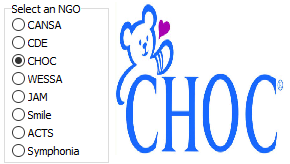 Select an NGO
CANSA
CDE
CHOC
WESSA
JAM
Smile
ACTS
Symphonia
CHOC